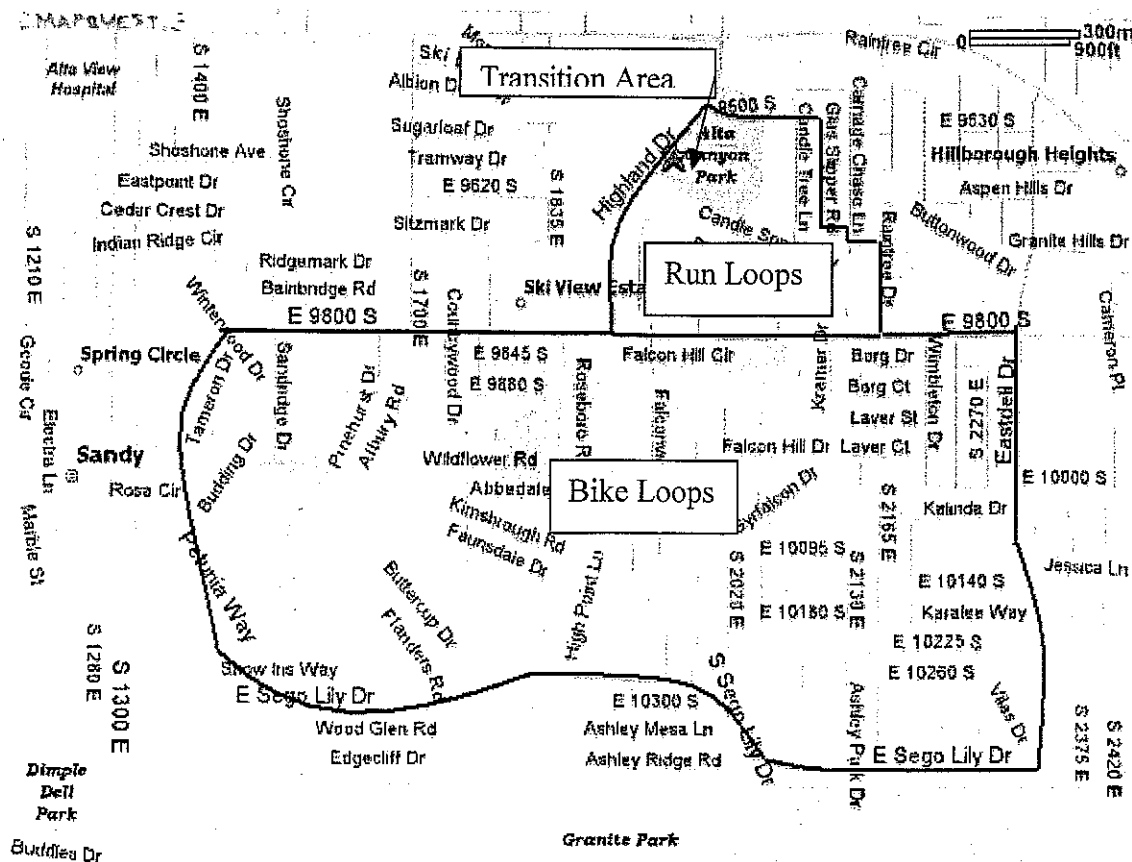 MAPQUEST
300m
0
900ft
Raintree Cir
Alta View
Hospital
S 1400 E
Ski
Albion D
Transition Area
9600 S
Sugarloaf Dr
Shoshone Cir
Shoshone Ave
Tramway Dr
E 9620 S
Eastpoint Dr
Cedar Crest Dr
Indian Ridge Cir
Sitzmark Dr
S 1835 E
Highland Dr
Alta
Canyon
Park
Candle Tree Ln
Glass Slipper Rd
Carriage Chase Ln
E 9630 S
Hillborough Heights
Aspen Hills Dr
Buttonwood Dr
Granite Hills Dr
Raintree Dr
S 1210 E
Ridgemark Dr
Bainbridge Rd
E 9800 S
S 1700 E
Ski View Esta
Run Loops
E 9800 S
Cameron Pl
Winterwood Dr
Spring Circle
Tameron Dr
Sandridge Dr
Pinehurst Dr
Albury Rd
Countrywood Dr
E 9845 S
E 9880 S
Roseboro R
Falcon Hill Cir
Kramer Dr
Borg Dr
Borg Ct
Laver St
Wimbleton Dr
S 2270 E
Eastdell Dr
Electra Ln
Sandy
Rosa Cir
Budding Dr
Wildflower Rd
Abbedale
Kimsbrough Rd
Faunsdale Dr
Bike Loops
Falcon Hill Dr
Laver Ct
Gyrfalcon Dr
S 2165 E
E 10000 S
Kalinda Dr
Marble St
Petunia Way
Buttercup Dr
Flanders Rd
High Point Ln
S 2020 E
E 10095 S
S 2130 E
E 10140 S
Jessica Ln
E 10180 S
Karalee Way
E 10225 S
E 10260 S
S 1280 E
S 1300 E
Snow Iris Way
E Sego Lily Dr
Wood Glen Rd
Edgecliff Dr
E 10300 S
Ashley Mesa Ln
Ashley Ridge Rd
S Sego Lily Dr
Ashley Park Dr
Vilas Dr
E Sego Lily Dr
S 2375 E
S 2420 E
Dimple
Dell
Park
Granite Park
Buddlea Dr